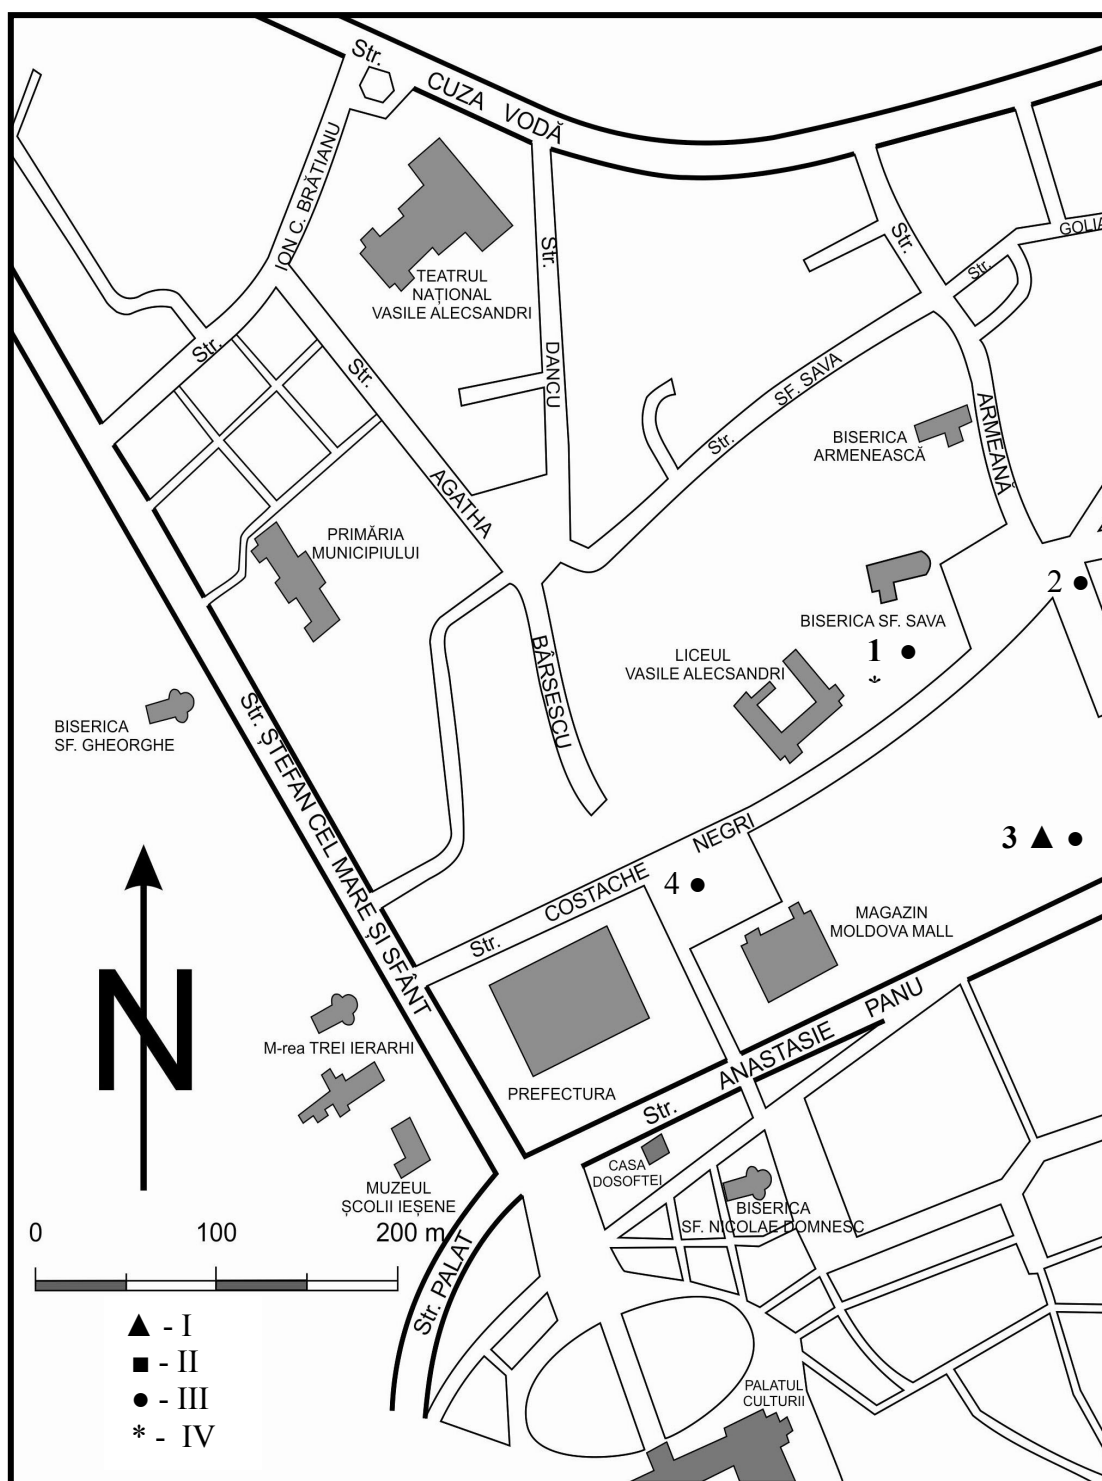 Str.
CUZA VODĂ
ION C. BRĂTIANU
Str.
GOLIA
Str.
TEATRUL
NAȚIONAL
VASILE ALECSANDRI
Str.
DANCU
Str.
Str.
Str.
SF. SAVA
Str.
ARMEANĂ
BISERICA
ARMENEASCĂ
AGATHA
BÂRSESCU
PRIMĂRIA
MUNICIPIULUI
2 ●
BISERICA SF. SAVA
1 ●
*
LICEUL
VASILE ALECSANDRI
BISERICA
SF. GHEORGHE
Str. ȘTEFAN CEL MARE ȘI SFÂNT
3 ▲ ●
4 ●
Str. COSTACHE NEGRI
MAGAZIN
MOLDOVA MALL
N
M-rea TREI IERARHI
PREFECTURA
Str. ANASTASIE PANU
CASA
DOSOFTEI
MUZEUL
ȘCOLII IEȘENE
BISERICA
SF. NICOLAE DOMNESC
0 100 200 m
Str. PALAT
▲ - I
■ - II
● - III
* - IV
PALATUL
CULTURII